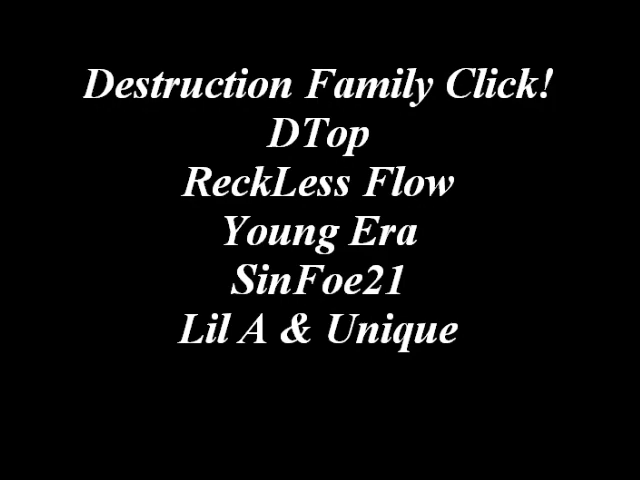 Destruction Family Click!
DTop
ReckLess Flow
Young Era
SinFoe21
Lil A & Unique